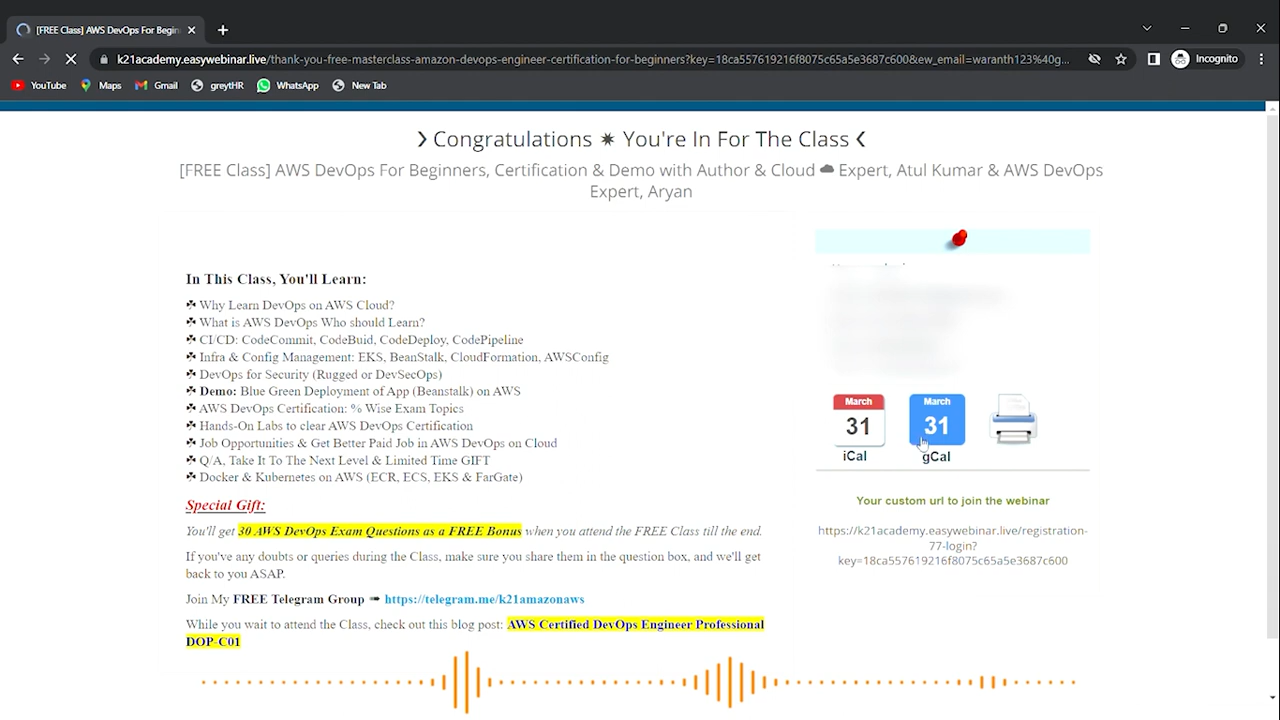 [FREE Class] AWS DevOps For Begin
k21academy.easywebinar.live/thank-you-free-masterclass-amazon-devops-engineer-certification-for-beginners?key=18ca557619216f8075c65a5e3687c600&ew_email=waranth123%40g...
Incognito
YouTube
Maps
Gmail
greytHR
WhatsApp
New Tab
Congratulations ✷ You're In For The Class
[FREE Class] AWS DevOps For Beginners, Certification & Demo with Author & Cloud ☁ Expert, Atul Kumar & AWS DevOps
Expert, Aryan
In This Class, You'll Learn:
☘ Why Learn DevOps on AWS Cloud?
☘ What is AWS DevOps Who should Learn?
☘ CI/CD: CodeCommit, CodeBuid, CodeDeploy, CodePipeline
☘ Infra & Config Management: EKS, BeanStalk, CloudFormation, AWSConfig
☘ DevOps for Security (Rugged or DevSecOps)
☘ Demo: Blue Green Deployment of App (Beanstalk) on AWS
☘ AWS DevOps Certification: % Wise Exam Topics
☘ Hands-On Labs to clear AWS DevOps Certification
☘ Job Opportunities & Get Better Paid Job in AWS DevOps on Cloud
☘ Q/A, Take It To The Next Level & Limited Time GIFT
☘ Docker & Kubernetes on AWS (ECR, ECS, EKS & FarGate)
Special Gift:
You'll get 30 AWS DevOps Exam Questions as a FREE Bonus when you attend the FREE Class till the end.
If you've any doubts or queries during the Class, make sure you share them in the question box, and we'll get
back to you ASAP.
Join My FREE Telegram Group ➠ https://telegram.me/k21amazonaws
While you wait to attend the Class, check out this blog post: AWS Certified DevOps Engineer Professional
DOP-C01
March
31
iCal
March
31
gCal
Your custom url to join the webinar
https://k21academy.easywebinar.live/registration-
77-login?
key=18ca557619216f8075c65a5e3687c600